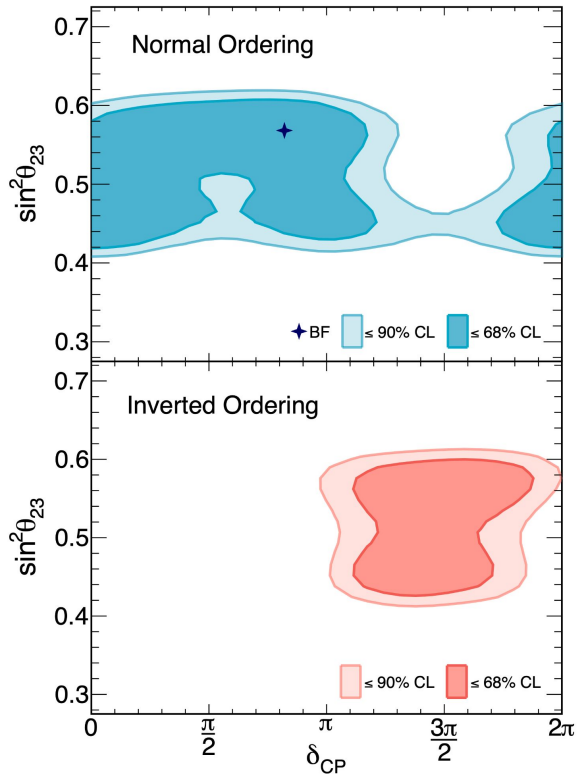 Normal Ordering
sin²θ₂₃
0.7
0.6
0.5
0.4
0.3
BF
≤ 90% CL
≤ 68% CL
Inverted Ordering
sin²θ₂₃
0.7
0.6
0.5
0.4
0.3
≤ 90% CL
≤ 68% CL
0
π/2
π
3π/2
2π
δCP